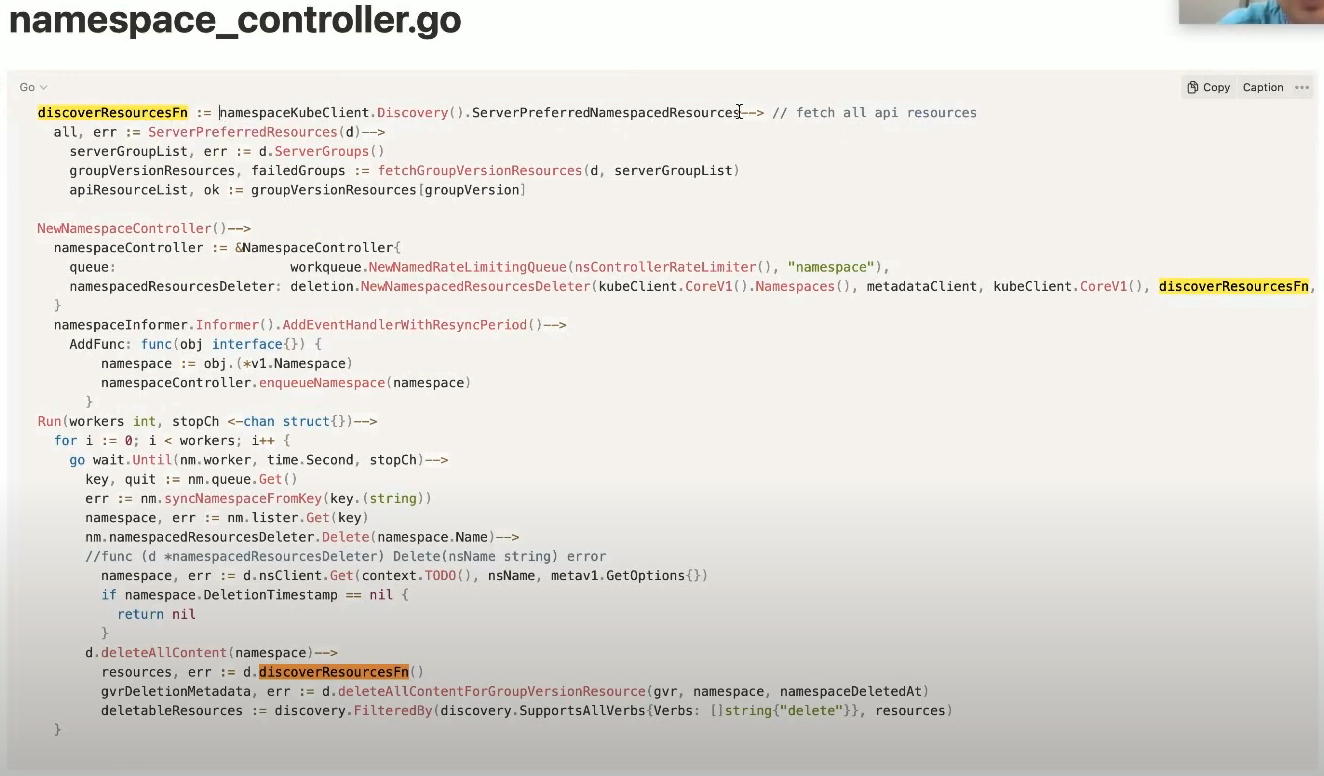 namespace_controller.go
Go
Copy Caption
discoverResourcesFn := namespaceKubeClient.Discovery().ServerPreferredNamespacedResources--> // fetch all api resources
  all, err := ServerPreferredResources(d)-->
    serverGroupList, err := d.ServerGroups()
    groupVersionResources, failedGroups := fetchGroupVersionResources(d, serverGroupList)
    apiResourceList, ok := groupVersionResources[groupVersion]
NewNamespaceController()-->
  namespaceController := &NamespaceController{
    queue:                      workqueue.NewNamedRateLimitingQueue(nsControllerRateLimiter(), "namespace"),
    namespacedResourcesDeleter: deletion.NewNamespacedResourcesDeleter(kubeClient.CoreV1().Namespaces(), metadataClient, kubeClient.CoreV1(), discoverResourcesFn,
  }
  namespaceInformer.Informer().AddEventHandlerWithResyncPeriod()-->
    AddFunc: func(obj interface{}) {
        namespace := obj.(*v1.Namespace)
        namespaceController.enqueueNamespace(namespace)
      }
Run(workers int, stopCh <-chan struct{})-->
  for i := 0; i < workers; i++ {
    go wait.Until(nm.worker, time.Second, stopCh)-->
      key, quit := nm.queue.Get()
      err := nm.syncNamespaceFromKey(key.(string))
      namespace, err := nm.lister.Get(key)
      nm.namespacedResourcesDeleter.Delete(namespace.Name)-->
      //func (d *namespacedResourcesDeleter) Delete(nsName string) error
        namespace, err := d.nsClient.Get(context.TODO(), nsName, metav1.GetOptions{})
        if namespace.DeletionTimestamp == nil {
          return nil
        }
      d.deleteAllContent(namespace)-->
        resources, err := d.discoverResourcesFn()
        gvrDeletionMetadata, err := d.deleteAllContentForGroupVersionResource(gvr, namespace, namespaceDeletedAt)
        deletableResources := discovery.FilteredBy(discovery.SupportsAllVerbs{Verbs: []string{"delete"}}, resources)
  }